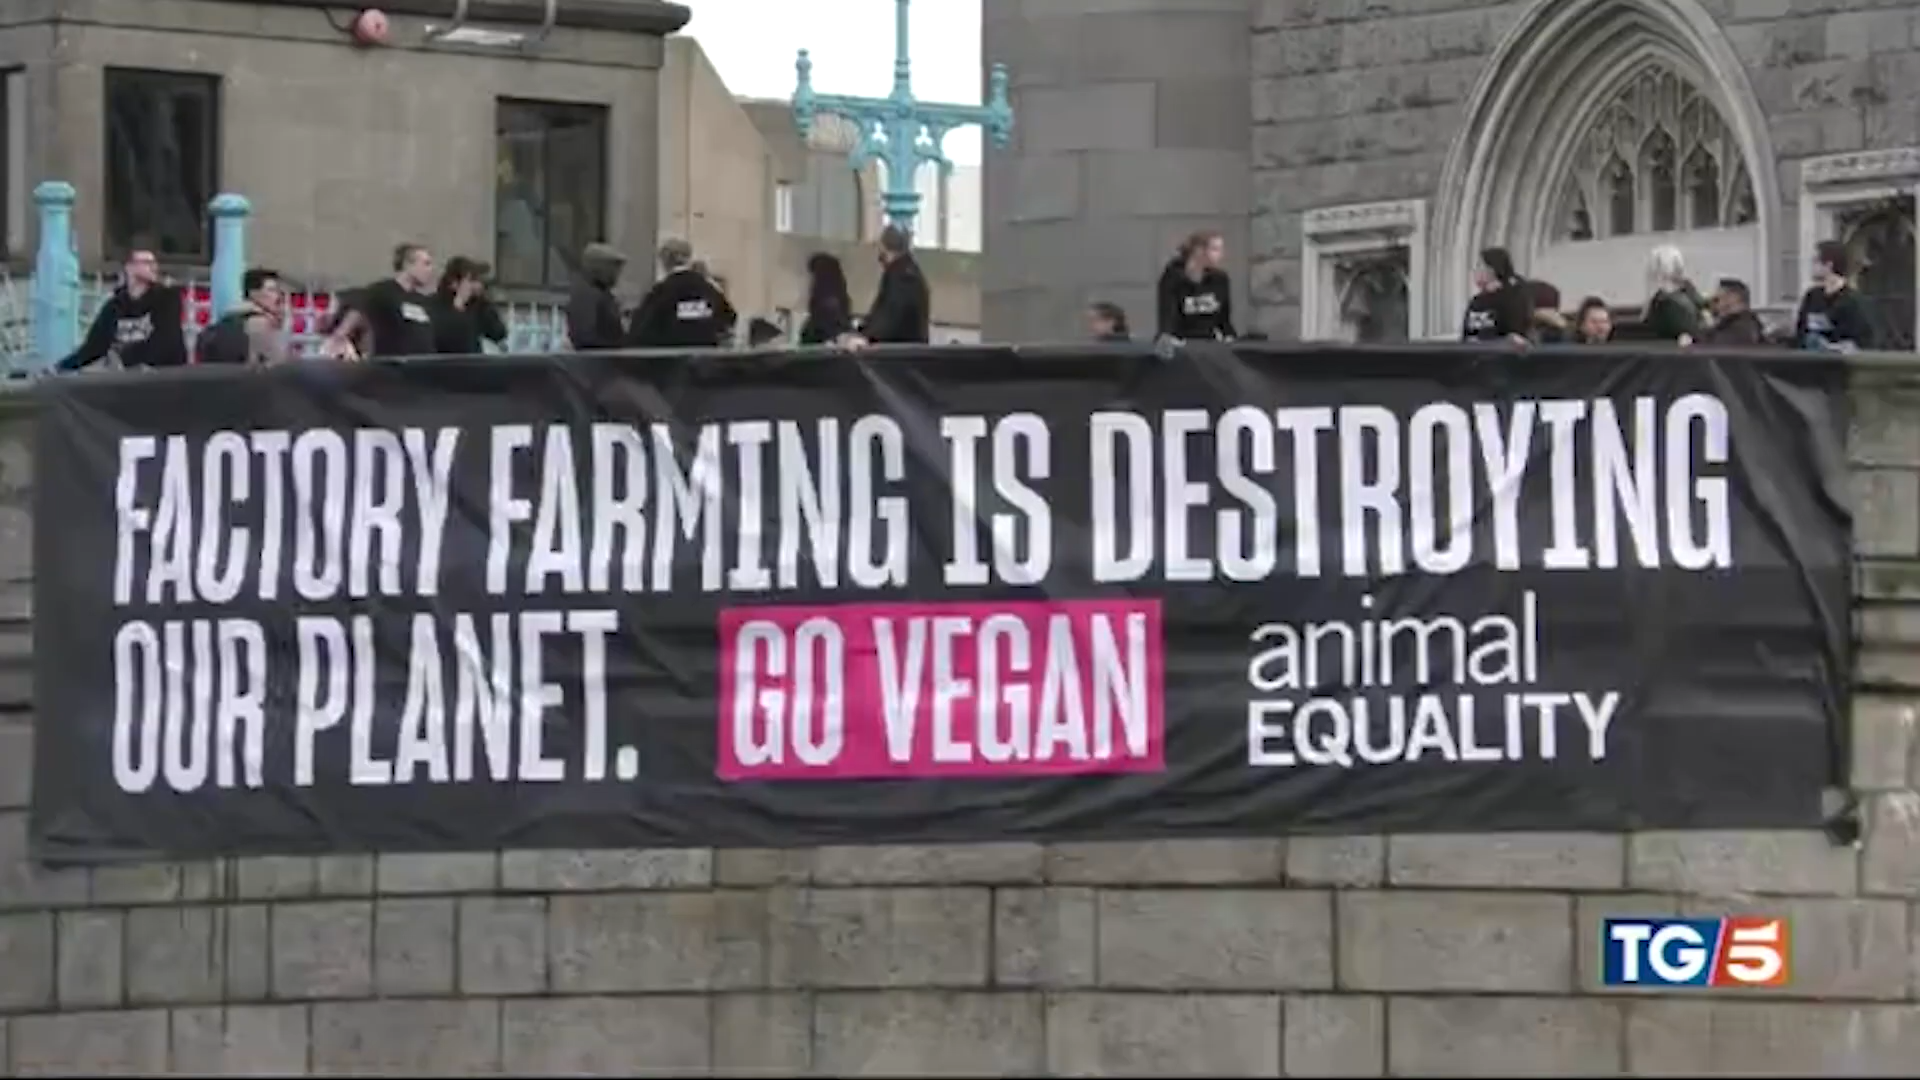 FACTORY FARMING IS DESTROYING
OUR PLANET. GO VEGAN
animal
EQUALITY
TG5